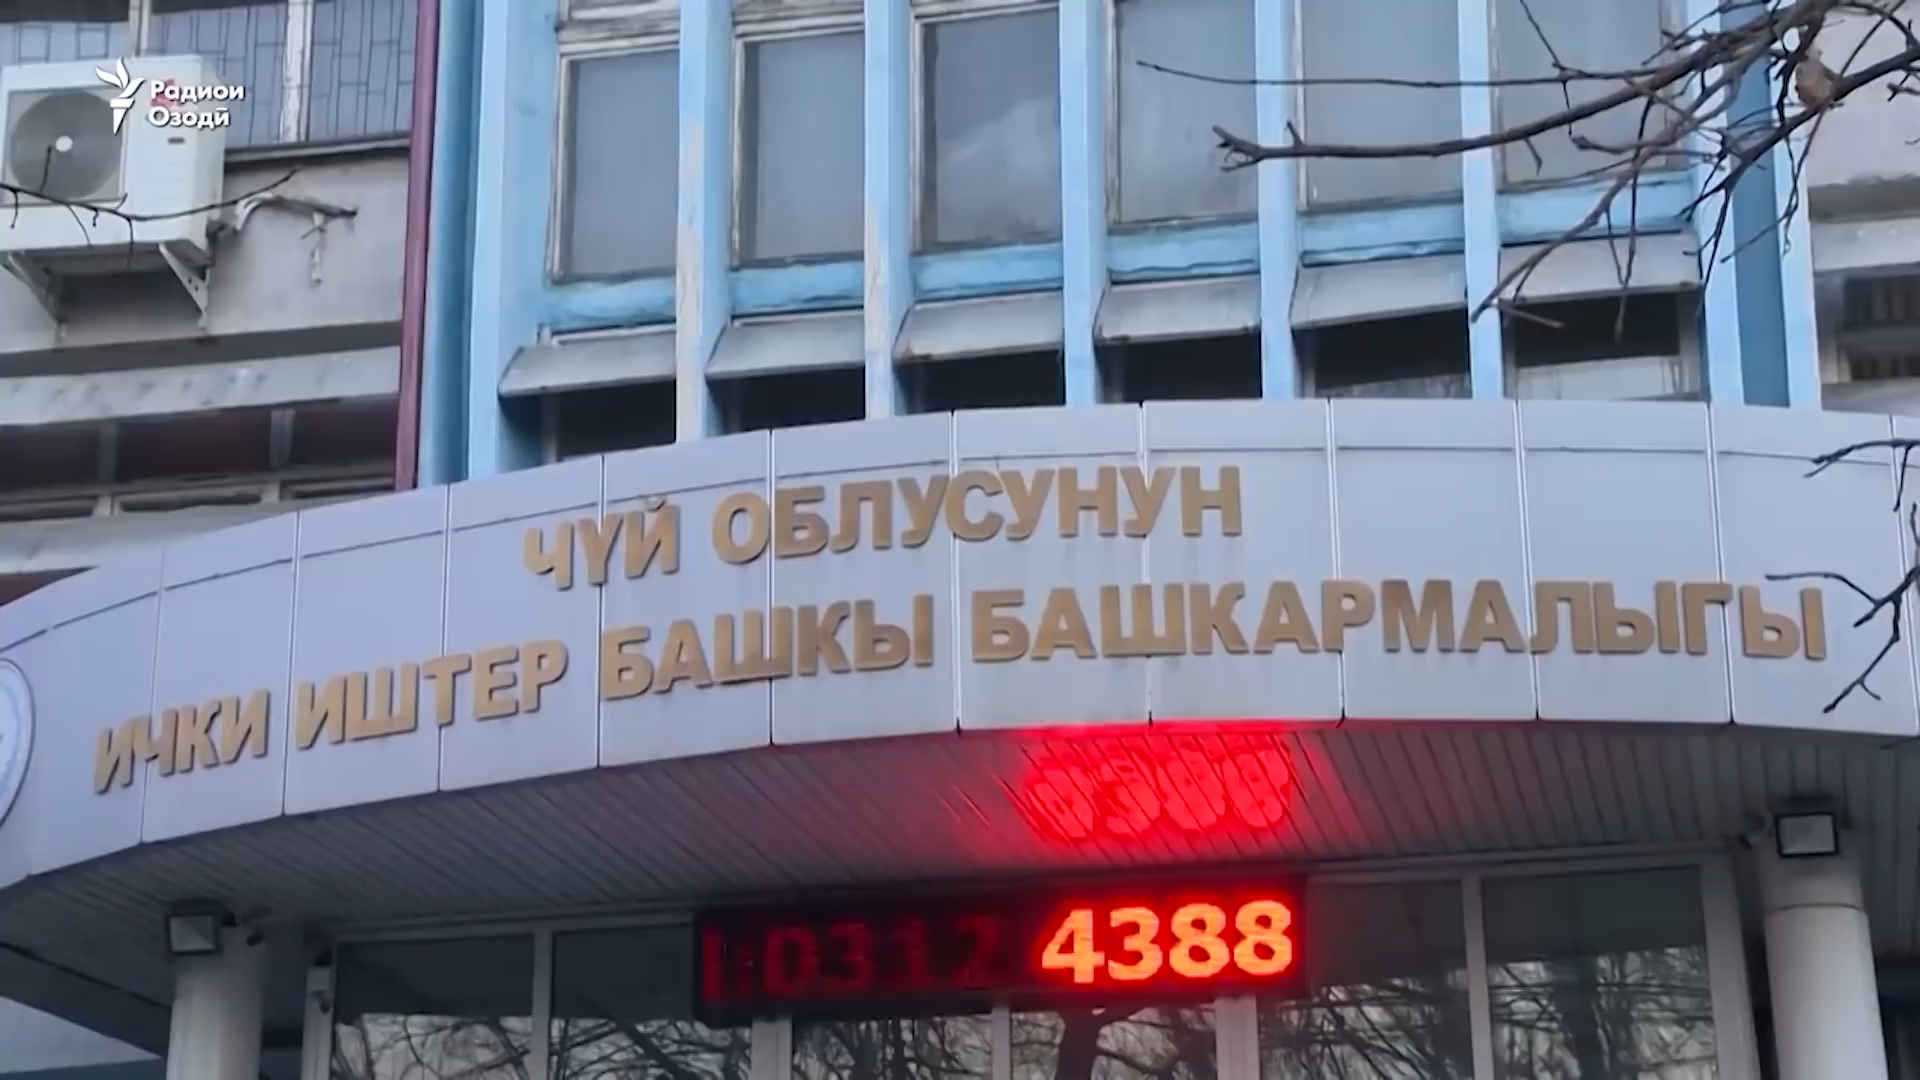 Радиои
Озодӣ
ЧҮЙ ОБЛУСУНУН
ИЧКИ ИШТЕР БАШКЫ БАШКАРМАЛЫГЫ
0312 4388